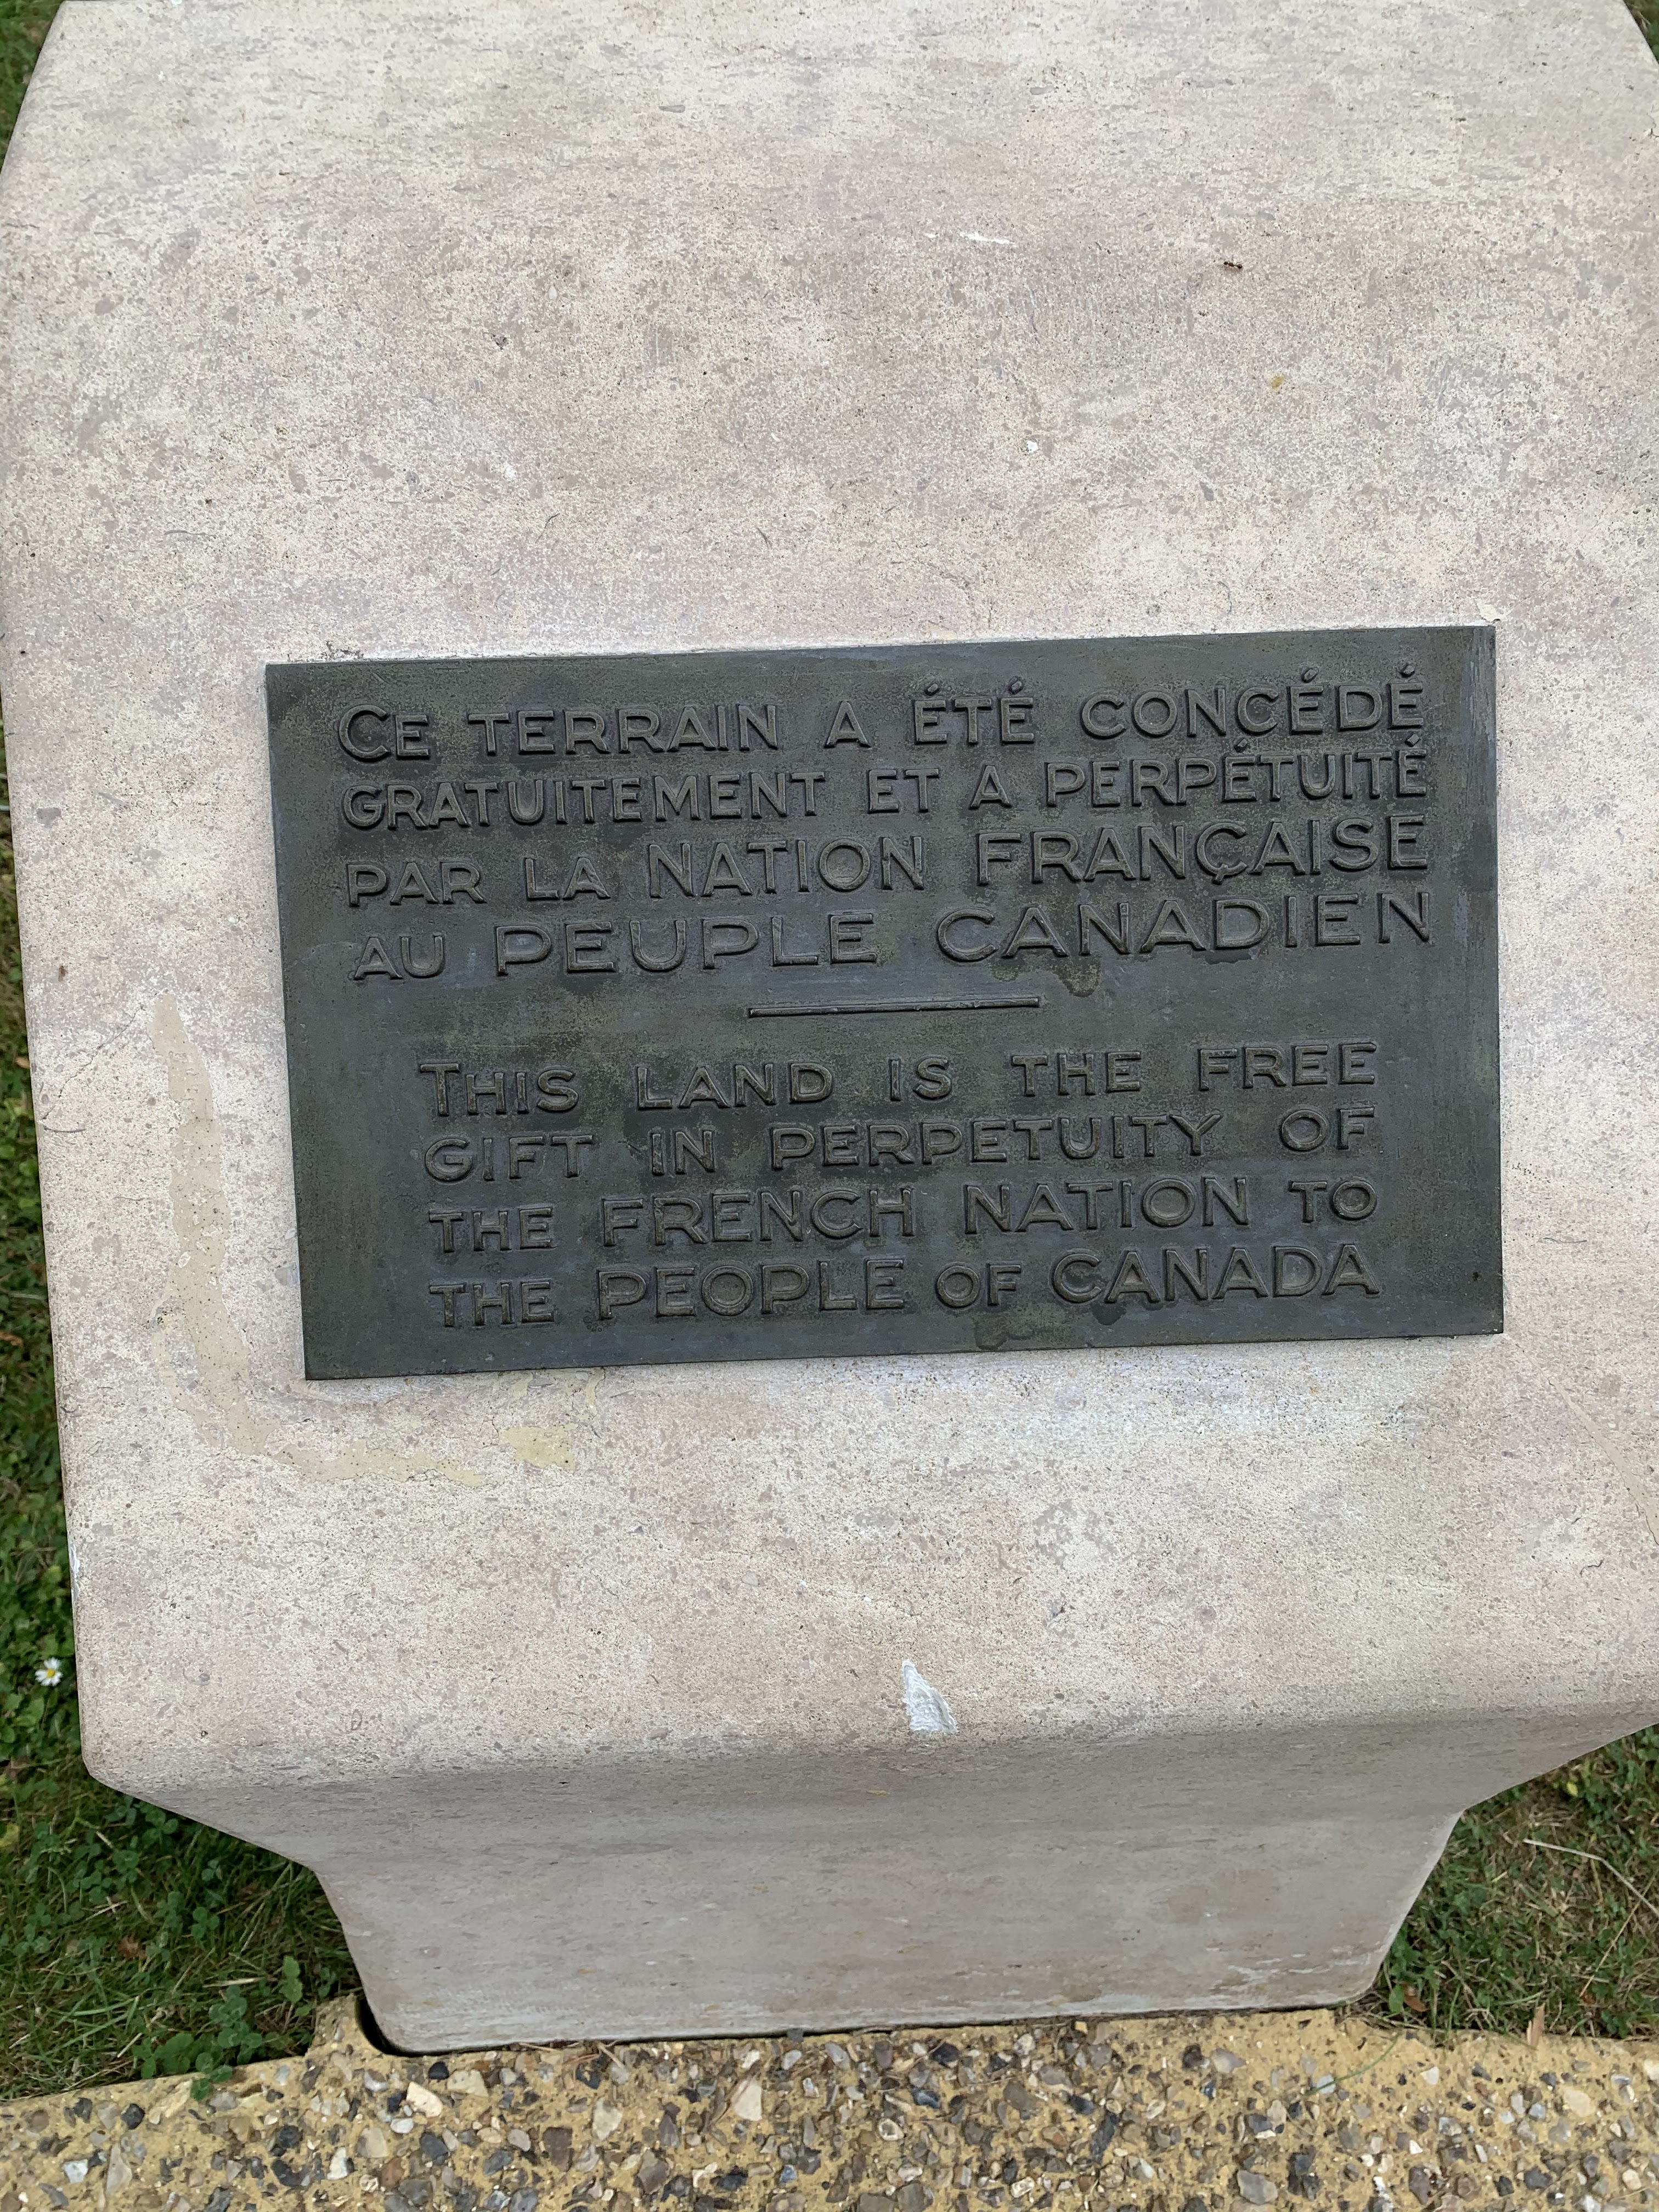 CE TERRAIN A ÉTÉ CONCÉDÉ
GRATUITEMENT ET A PERPÉTUITÉ
PAR LA NATION FRANÇAISE
AU PEUPLE CANADIEN
THIS LAND IS THE FREE
GIFT IN PERPETUITY OF
THE FRENCH NATION TO
THE PEOPLE OF CANADA